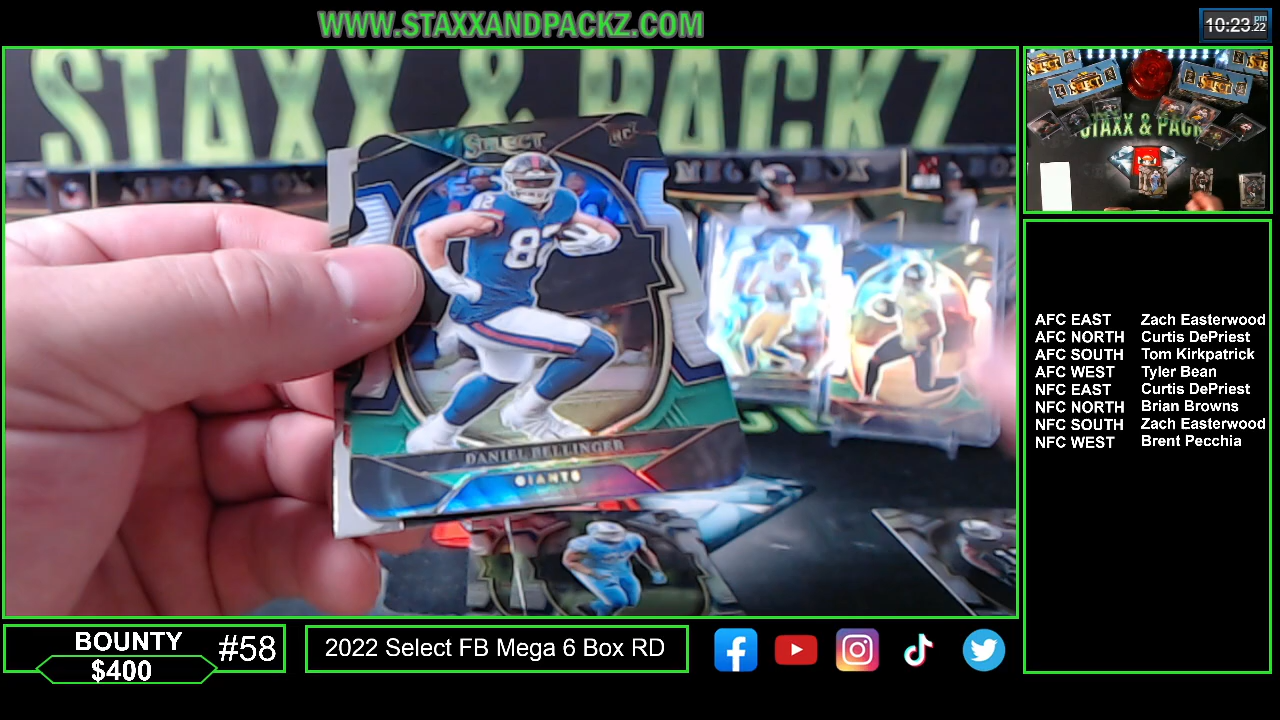 WWW.STAXXANDPACKZ.COM
10:23 pm 22
STAXX & PACKZ
MEGA BOX
SELECT
82
DANIEL BELLINGER
GIANTS
SELECT
STAXX & PACK
AFC EAST Zach Easterwood
AFC NORTH Curtis DePriest
AFC SOUTH Tom Kirkpatrick
AFC WEST Tyler Bean
NFC EAST Curtis DePriest
NFC NORTH Brian Browns
NFC SOUTH Zach Easterwood
NFC WEST Brent Pecchia
BOUNTY
$400
#58
2022 Select FB Mega 6 Box RD